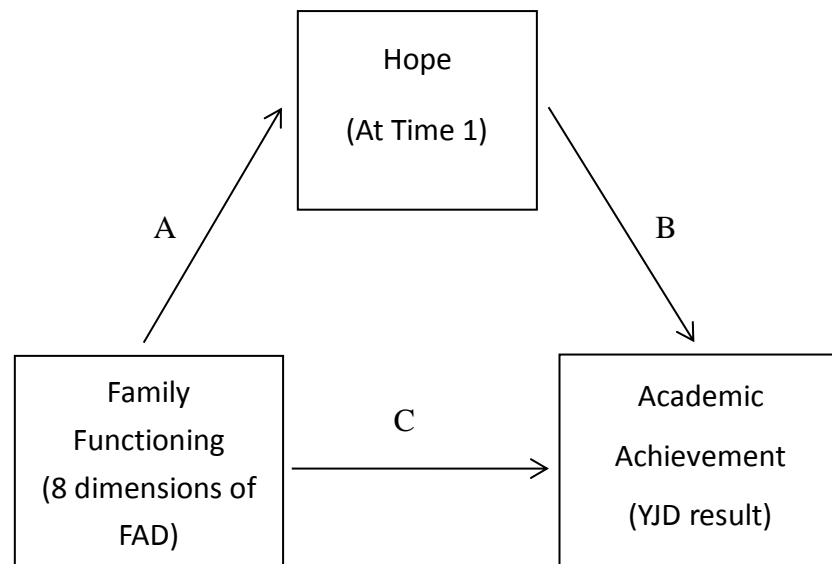 Hope
(At Time 1)
A
B
Family
Functioning
(8 dimensions of
FAD)
C
Academic
Achievement
(YJD result)